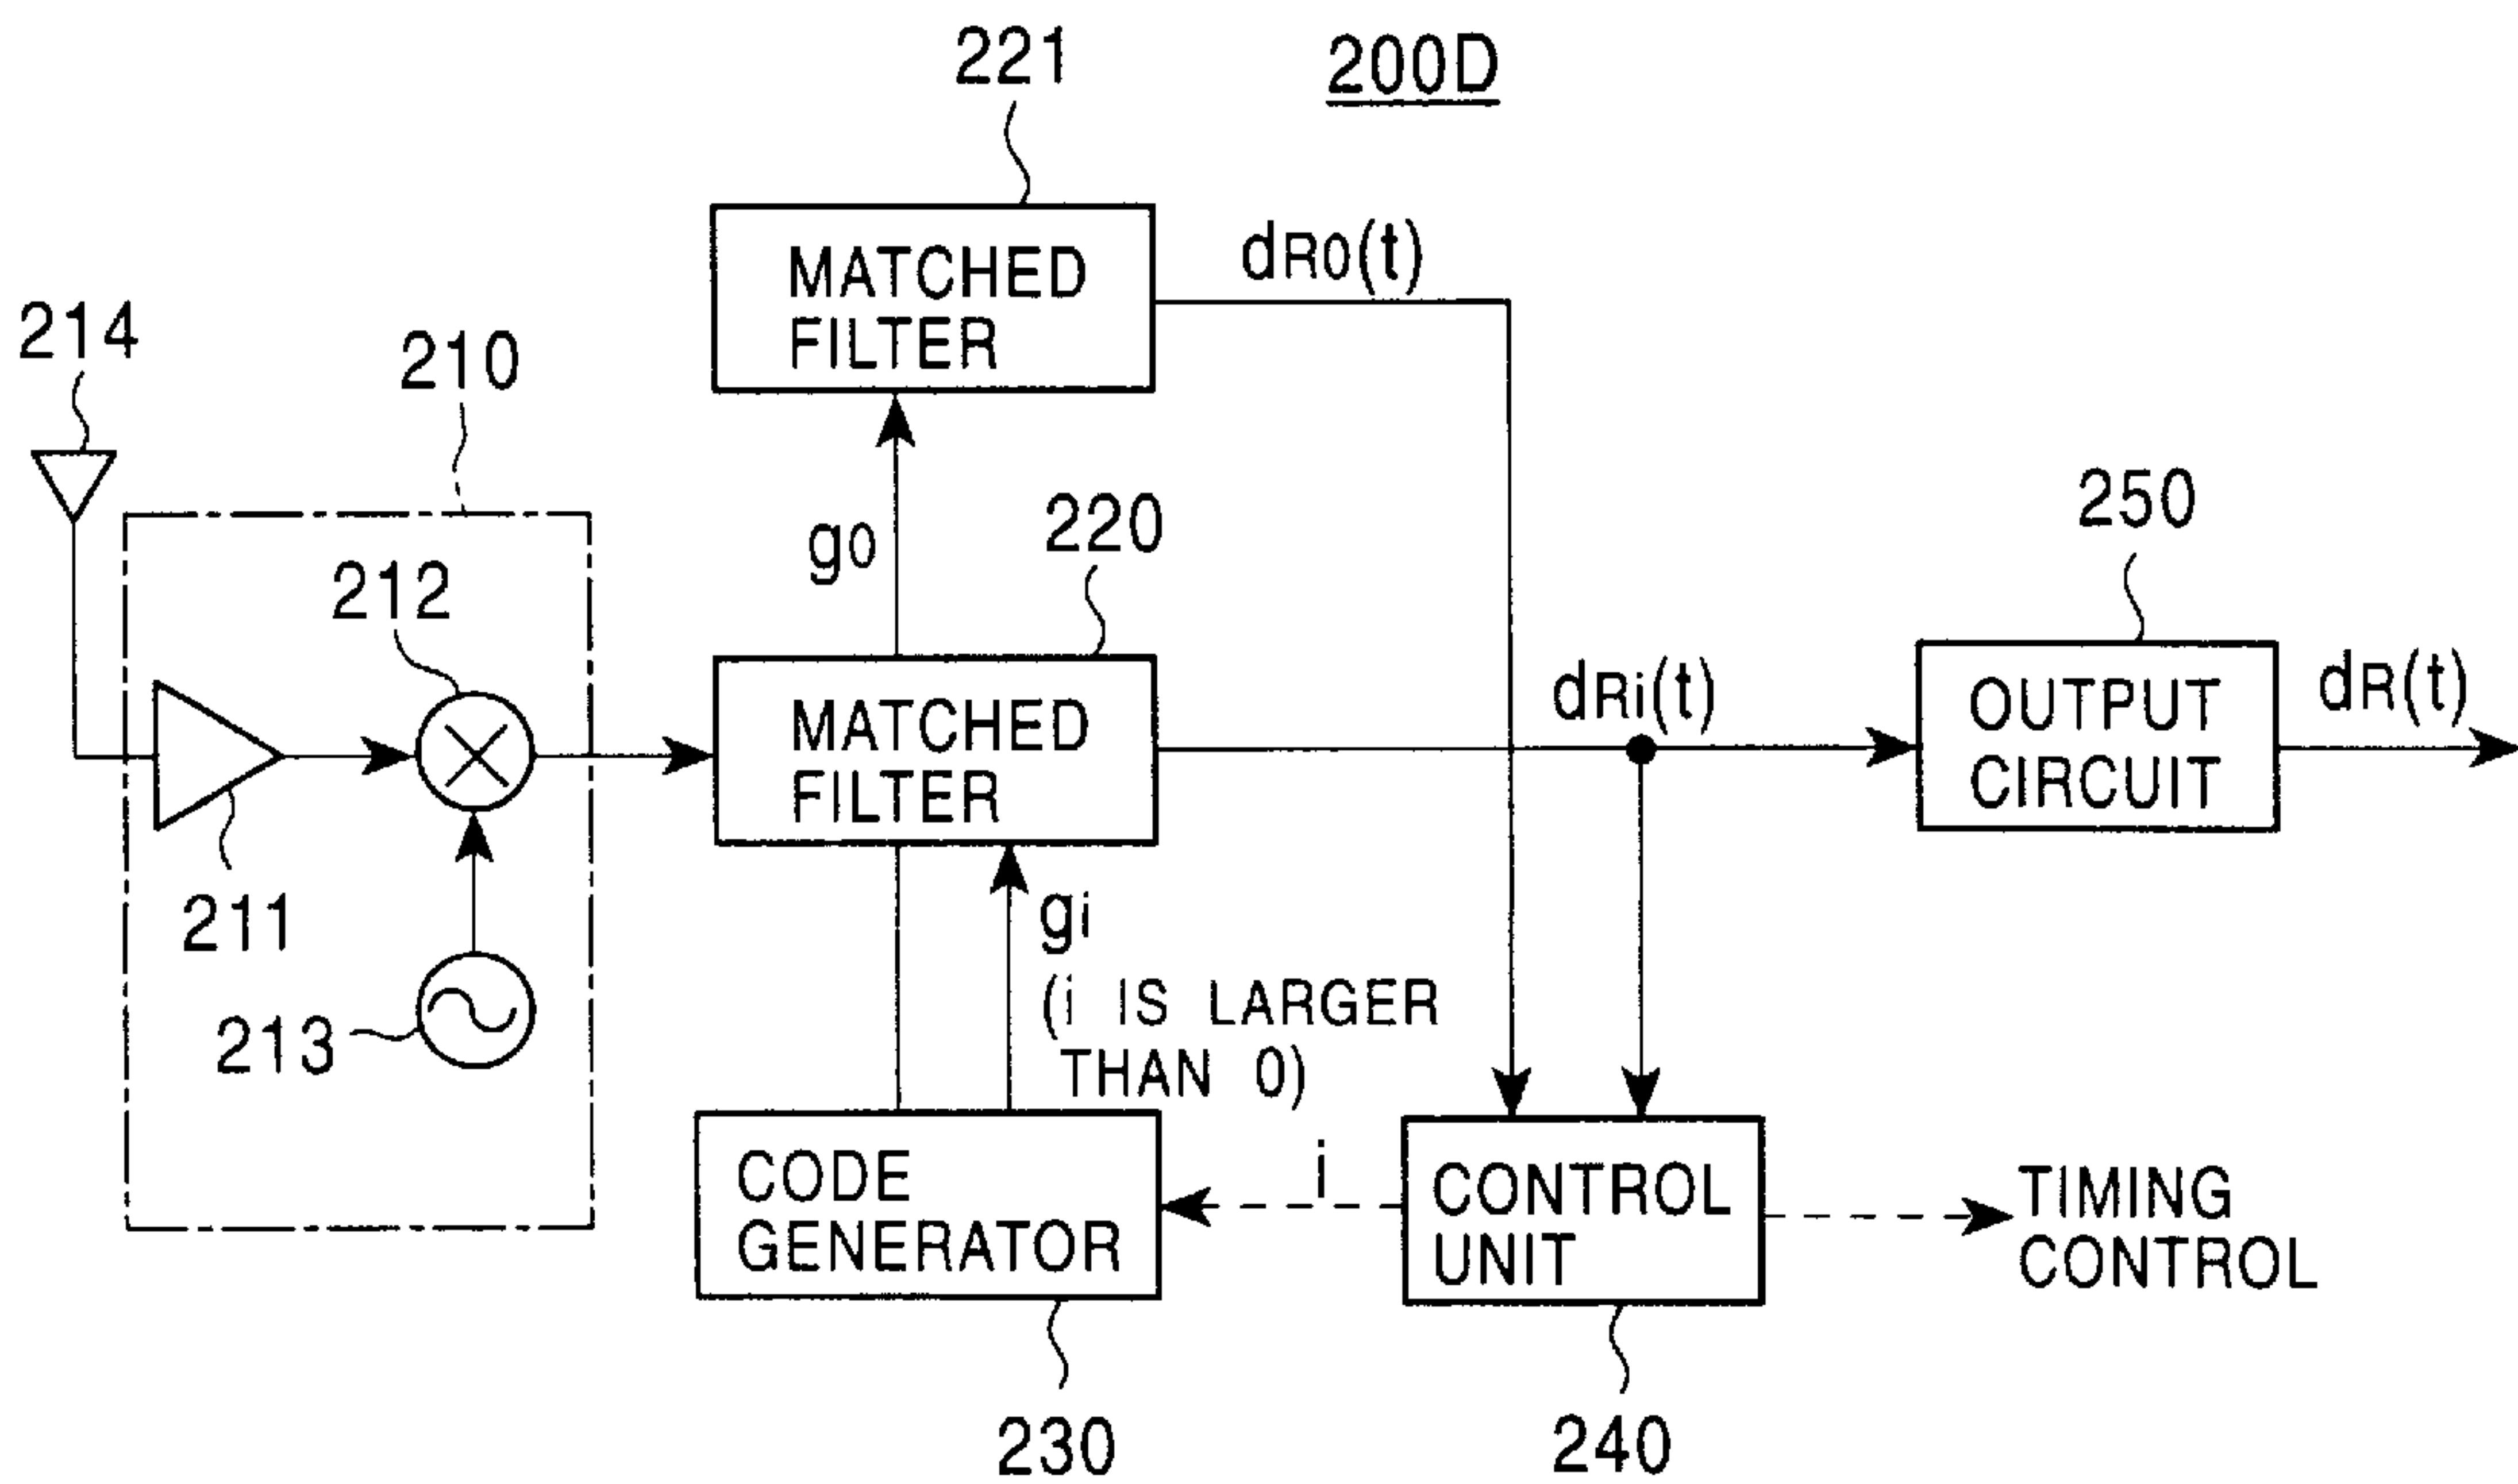 221
200D
MATCHED
FILTER
dR0(t)
214
210
g0
220
250
212
MATCHED
FILTER
dRi(t)
OUTPUT
CIRCUIT
dR(t)
211
gi
(i IS LARGER
THAN 0)
213
CODE
GENERATOR
i
CONTROL
UNIT
TIMING
CONTROL
230
240